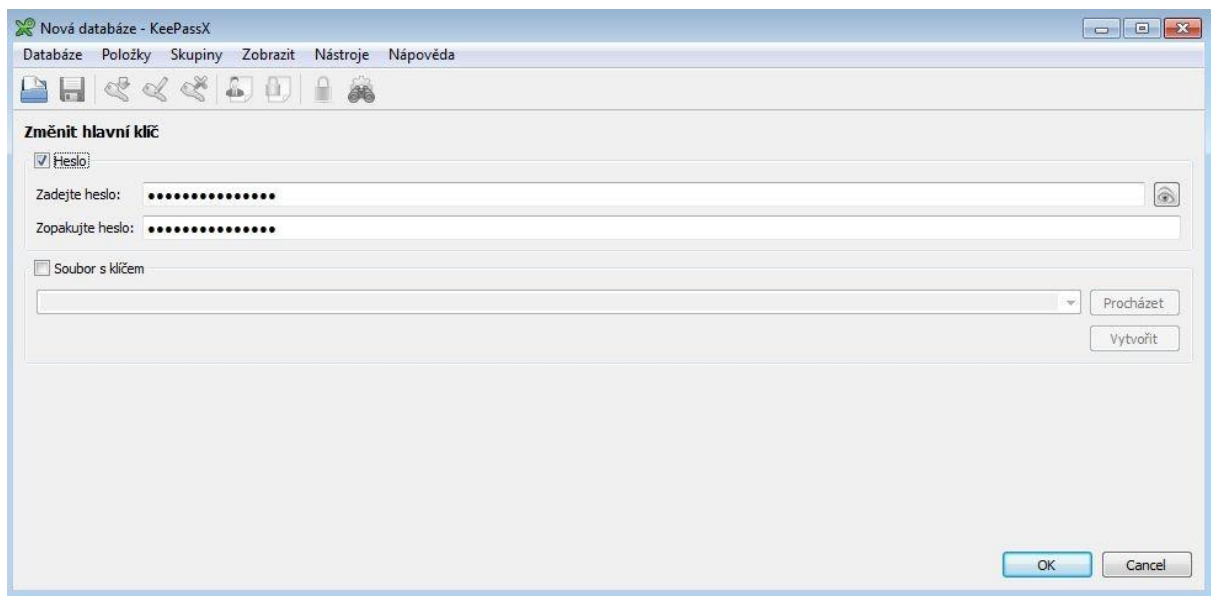 Nová databáze - KeePassX
Databáze Položky Skupiny Zobrazit Nástroje Nápověda
Změnit hlavní klíč
Heslo
Zadejte heslo: ●●●●●●●●●●●●●●●
Zopakujte heslo: ●●●●●●●●●●●●●●●
Soubor s klíčem
Procházet
Vytvořit
OK Cancel